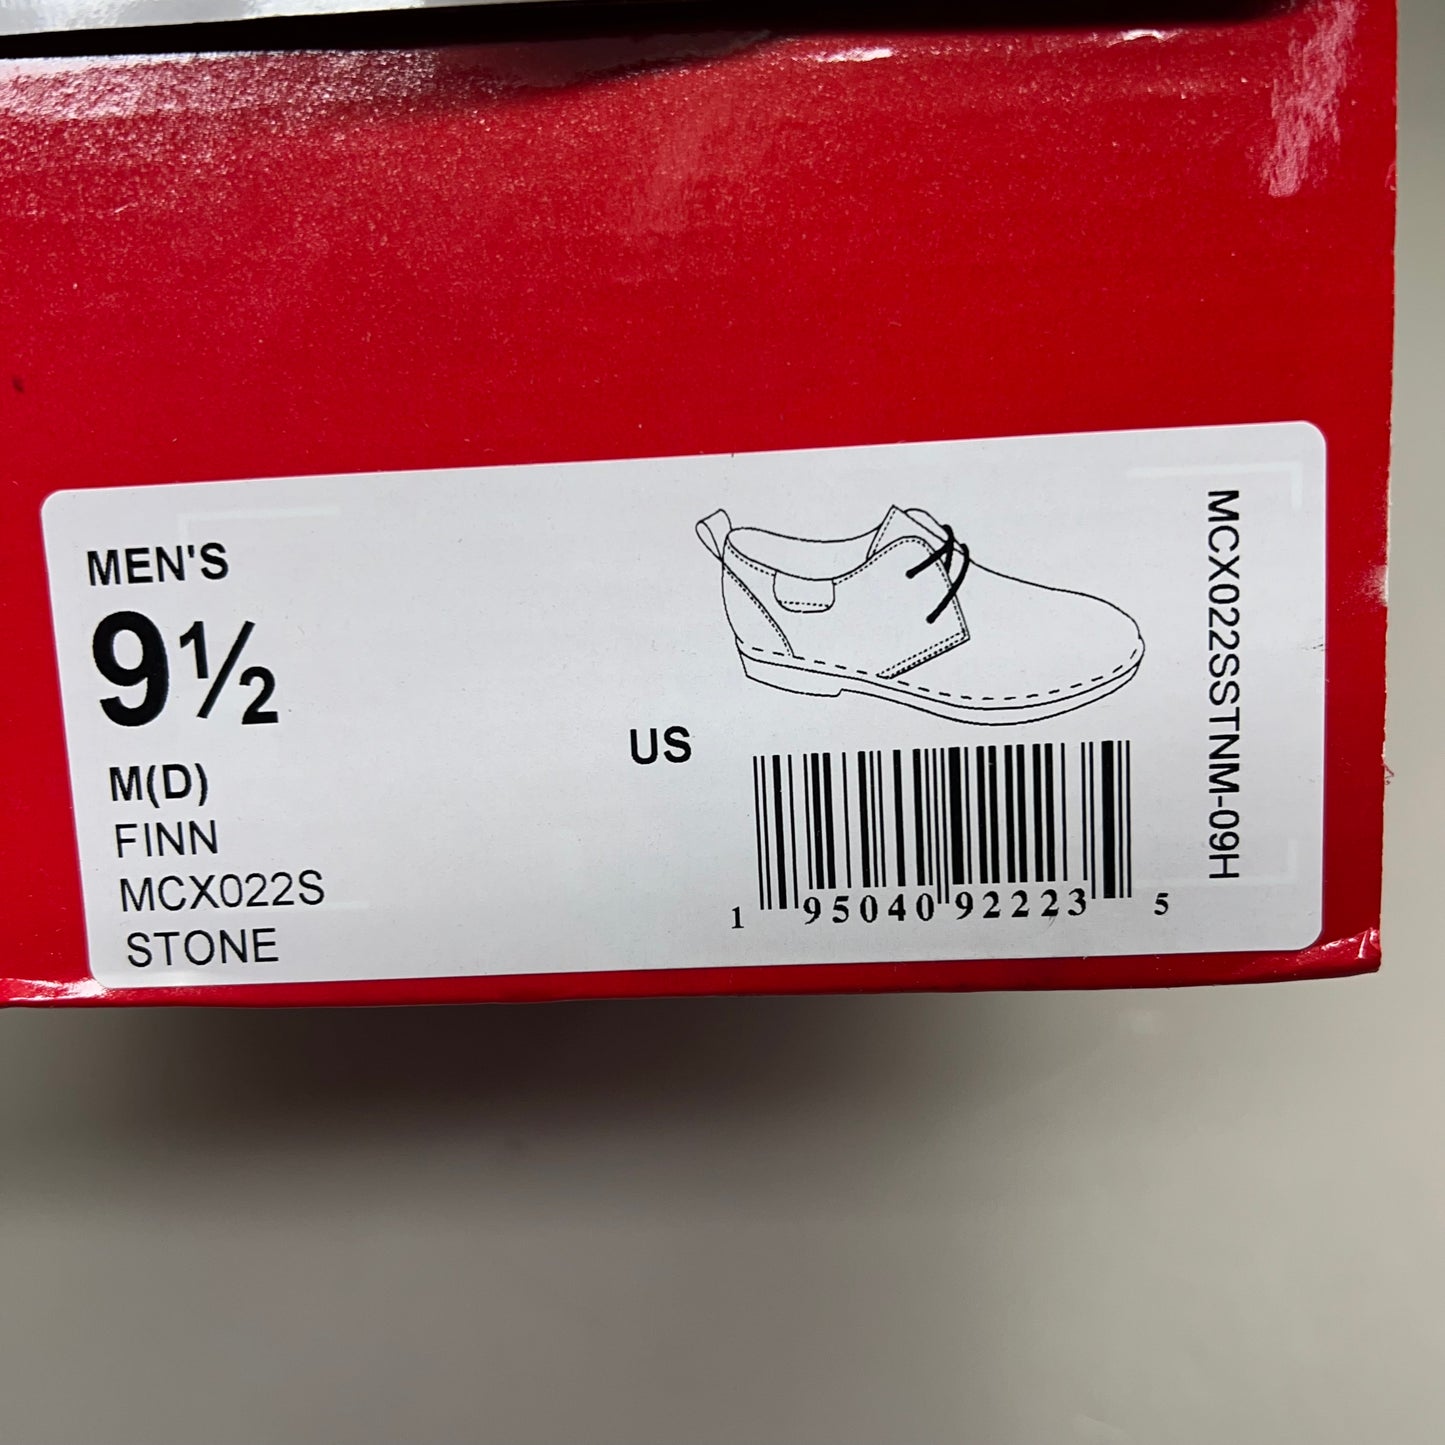 MEN'S
9½
M(D)
FINN
MCX022S
STONE
US
1 95040 92223 5
MCX022SSTNM-09H